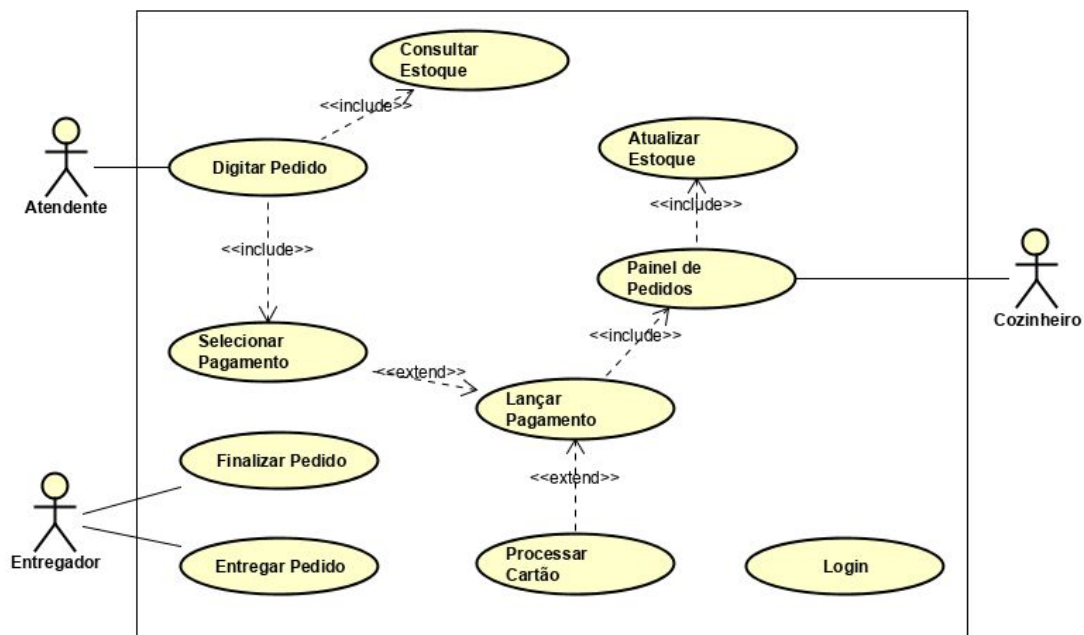 Consultar
Estoque
<<include>>
Atualizar
Estoque
Digitar Pedido
Atendente
<<include>>
<<include>>
Painel de
Pedidos
Cozinheiro
<<include>>
Selecionar
Pagamento
<<extend>>
Lançar
Pagamento
Finalizar Pedido
<<extend>>
Entregador
Entregar Pedido
Processar
Cartão
Login